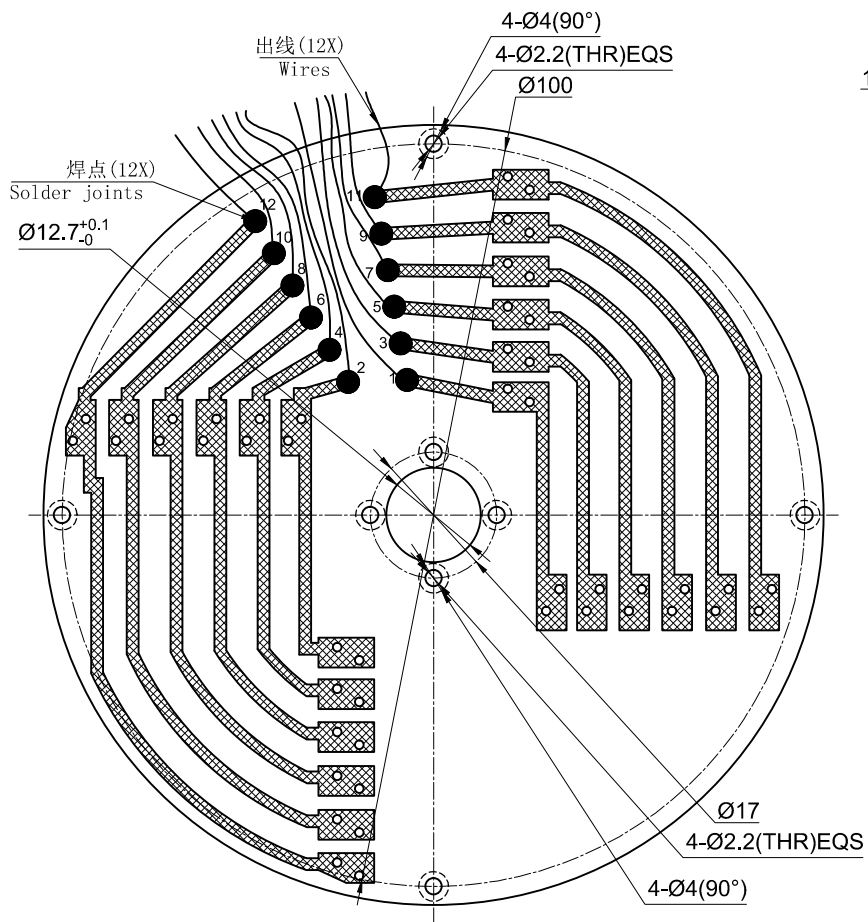 4-Ø4(90°)
出线(12X)
Wires
4-Ø2.2(THR)EQS
Ø100
1
焊点(12X)
Solder joints
Ø12.7+0.1 -0
12
11
10
9
8
7
6
5
4
3
2
1
Ø17
4-Ø2.2(THR)EQS
4-Ø4(90°)